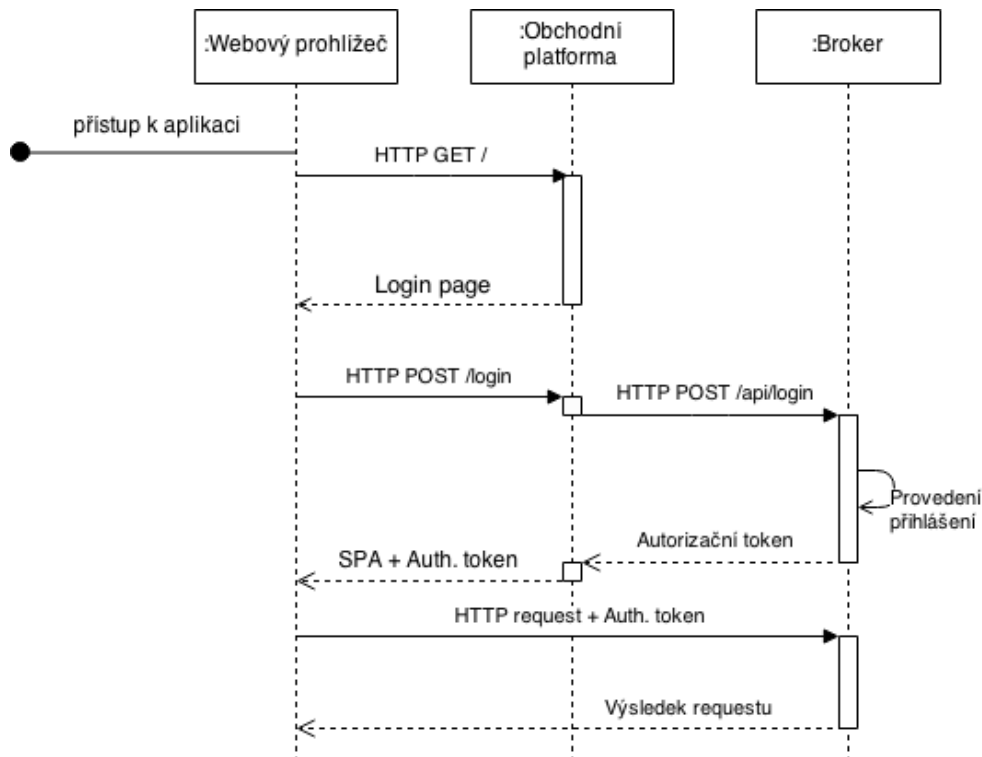 :Webový prohlížeč
:Obchodní
platforma
:Broker
přístup k aplikaci
HTTP GET /
Login page
HTTP POST /login
HTTP POST /api/login
Provedení
přihlášení
Autorizační token
SPA + Auth. token
HTTP request + Auth. token
Výsledek requestu